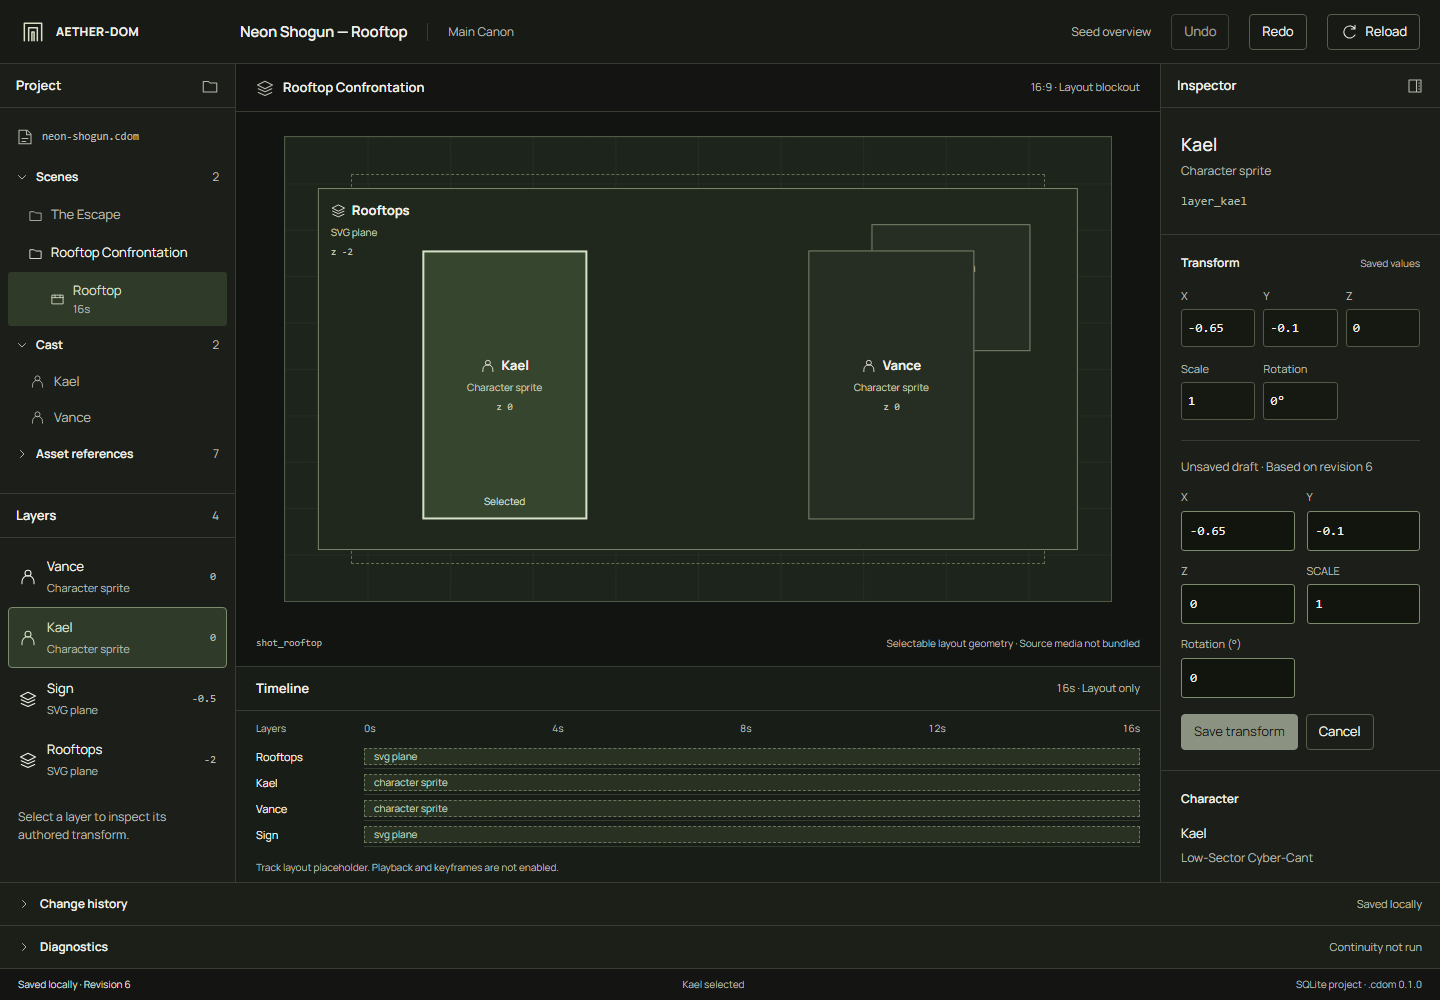 AETHER-DOM
Neon Shogun — Rooftop
Main Canon
Seed overview
Undo
Redo
Reload
Project
neon-shogun.cdom
Scenes 2
The Escape
Rooftop Confrontation
Rooftop
16s
Cast 2
Kael
Vance
Asset references 7
Layers 4
Vance
Character sprite
0
Kael
Character sprite
0
Sign
SVG plane
-0.5
Rooftops
SVG plane
-2
Select a layer to inspect its
authored transform.
Rooftop Confrontation
16:9 · Layout blockout
Rooftops
SVG plane
z -2
Kael
Character sprite
z 0
Selected
Vance
Character sprite
z 0
shot_rooftop
Selectable layout geometry · Source media not bundled
Timeline
16s · Layout only
Layers 0s 4s 8s 12s 16s
Rooftops svg plane
Kael character sprite
Vance character sprite
Sign svg plane
Track layout placeholder. Playback and keyframes are not enabled.
Inspector
Kael
Character sprite
layer_kael
Transform
Saved values
X Y Z
-0.65 -0.1 0
Scale Rotation
1 0°
Unsaved draft · Based on revision 6
X Y
-0.65 -0.1
Z SCALE
0 1
Rotation (°)
0
Save transform
Cancel
Character
Kael
Low-Sector Cyber-Cant
Change history
Saved locally
Diagnostics
Continuity not run
Saved locally · Revision 6
Kael selected
SQLite project · .cdom 0.1.0